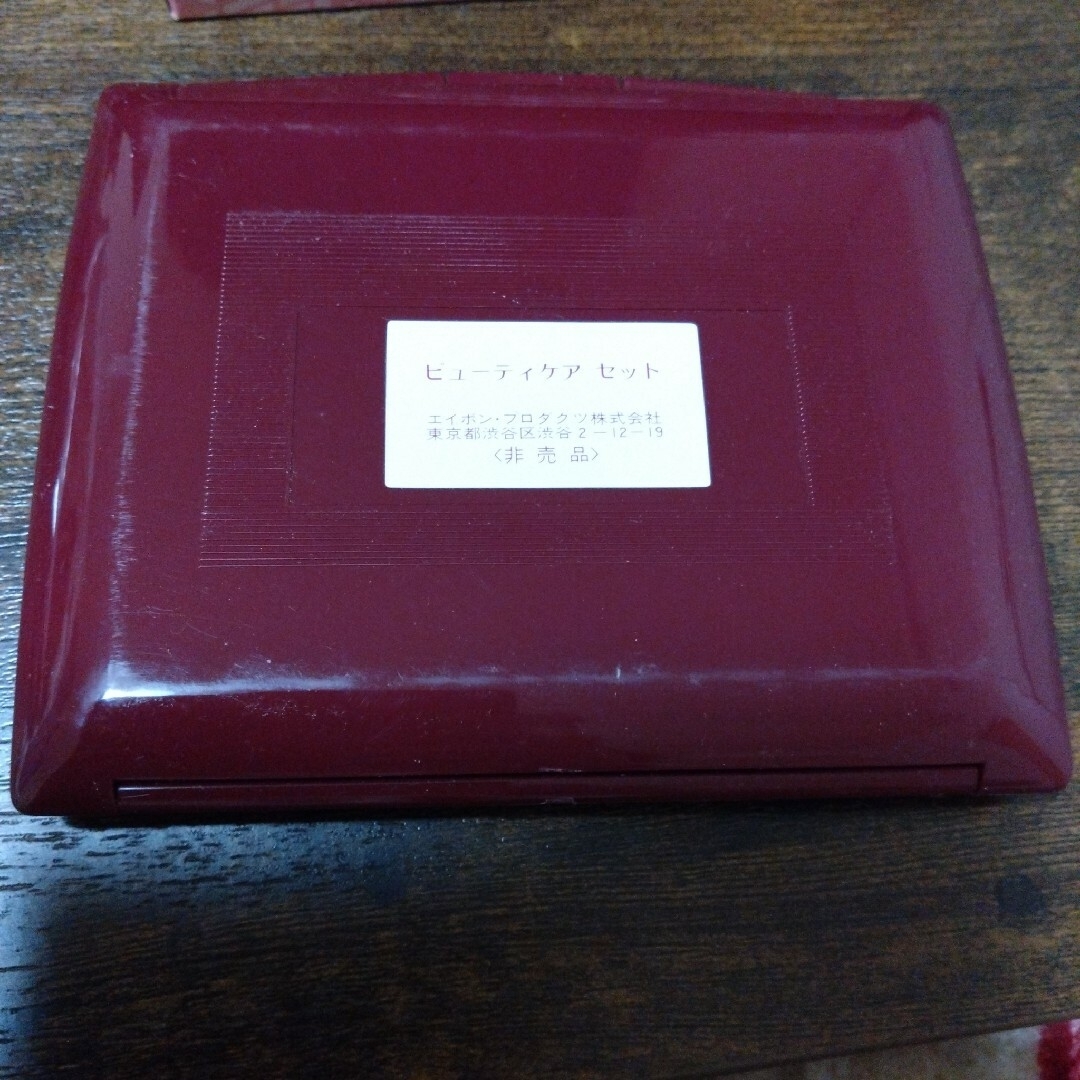 ビューティケア セット
エイボン・プロダクツ株式会社
東京都渋谷区渋谷2-12-19
〈非売品〉